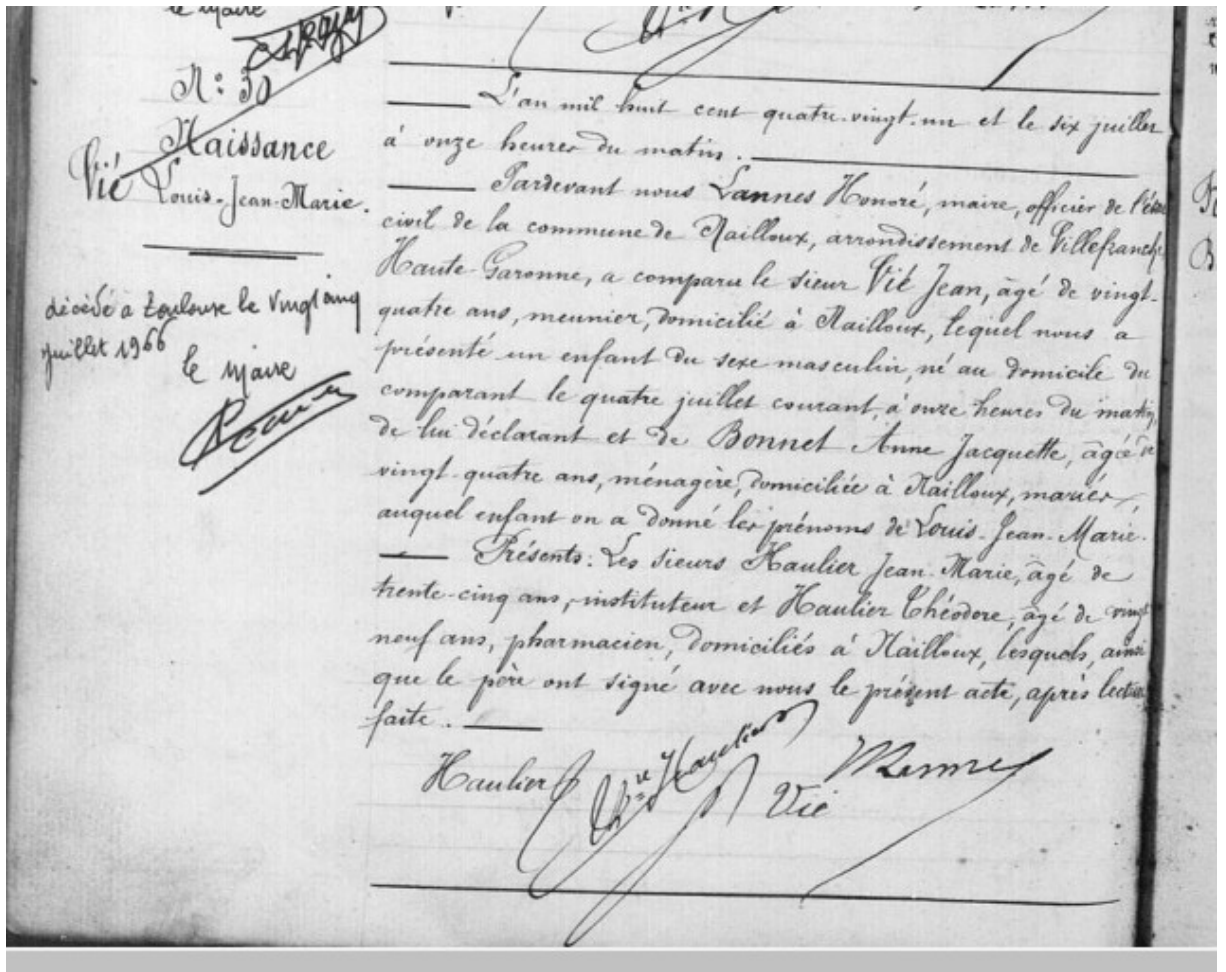 le maire
N° 30
Naissance
Vié
Louis-Jean-Marie.
décédé a Toulouse le vingt cinq
juillet 1966
le maire
L'an mil huit cent quatre-vingt-un et le six juillet
à onze heures du matin.
Pardevant nous Lannes Honoré, maire, officier de l'état
civil de la commune de Nailloux, arrondissement de Villefranche
Haute-Garonne, a comparu le sieur Vié Jean, âgé de vingt-
quatre ans, meunier, domicilié à Nailloux, lequel nous a
présenté un enfant du sexe masculin, né au domicile du
comparant le quatre juillet courant, à onze heures du matin,
de lui déclarant et de Bonnet Anne Jacquette, âgée de
vingt-quatre ans, ménagère, domiciliée à Nailloux, mariés,
auquel enfant on a donné les prénoms de Louis-Jean-Marie.
Présents: Les sieurs Haulier Jean-Marie, âgé de
trente-cinq ans, instituteur et Haulier Théodore, âgé de vingt
neuf ans, pharmacien, domiciliés à Nailloux, lesquels, ainsi
que le père ont signé avec nous le présent acte, après lecture
faite.
Haulier
Haulier
Vié